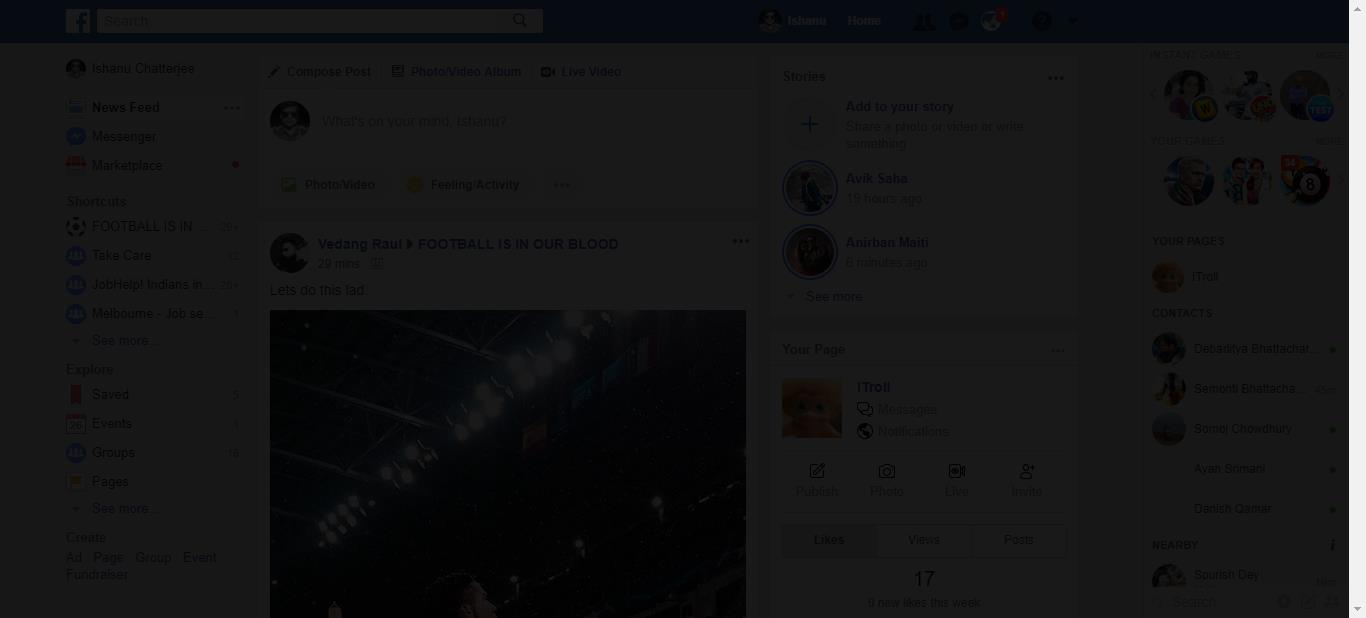 Search
Ishanu
Home
1
Ishanu Chatterjee
News Feed
Messenger
Marketplace
Shortcuts
FOOTBALL IS IN ...
Take Care
12
JobHelp! Indians in...
20+
Melbourne - Job se...
1
See more...
Explore
Saved
5
26
Events
1
Groups
Pages
See more...
Create
Ad Page Group Event
Fundraiser
Compose Post
Photo/Video Album
Live Video
What's on your mind, Ishanu?
Photo/Video
Feeling/Activity
Vedang Raul
FOOTBALL IS IN OUR BLOOD
29 mins
Lets do this lad.
Stories
Add to your story
Share a photo or video or write
something
Avik Saha
19 hours ago
Anirban Maiti
6 minutes ago
See more
Your Page
ITroll
Messages
Notifications
Publish
Photo
Live
Invite
Likes
Views
Posts
17
0 new likes this week
INSTANT GAMES
MORE
W
TEST
YOUR GAMES
MORE
8
YOUR PAGES
ITroll
CONTACTS
Debaditya Bhattachar...
Semonti Bhattacha...
45m
Somoj Chowdhury
Ayan Srimani
Danish Qamar
NEARBY
Spurish Dey
Search